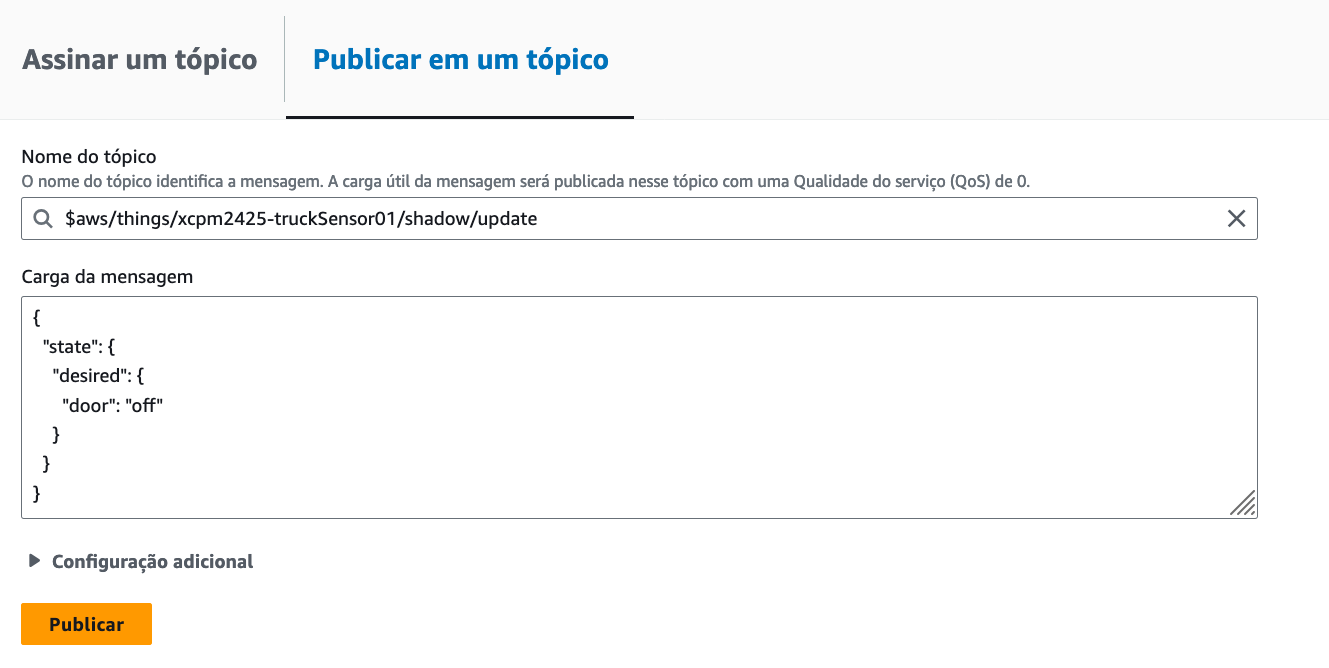 Assinar um tópico
Publicar em um tópico
Nome do tópico
O nome do tópico identifica a mensagem. A carga útil da mensagem será publicada nesse tópico com uma Qualidade do serviço (QoS) de 0.
$aws/things/xcpm2425-truckSensor01/shadow/update
Carga da mensagem
{
  "state": {
    "desired": {
      "door": "off"
    }
  }
}
Configuração adicional
Publicar